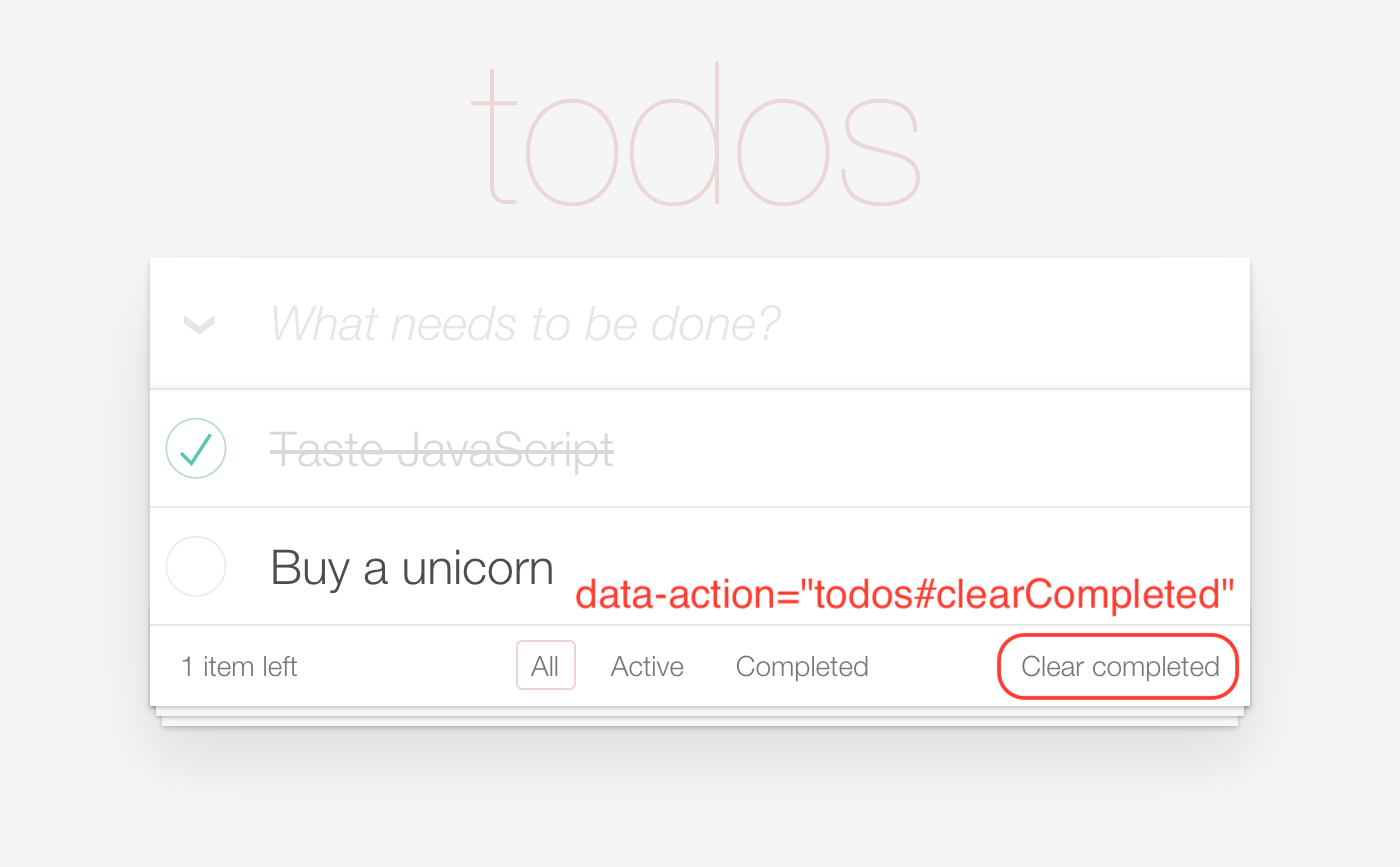 todos
What needs to be done?
Taste JavaScript
Buy a unicorn
data-action="todos#clearCompleted"
1 item left All Active Completed Clear completed